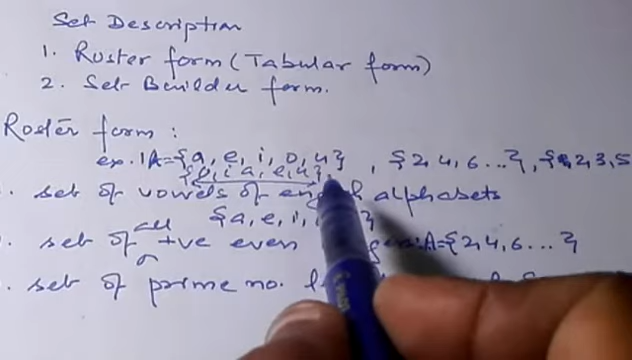 Set Description
1. Roster form (Tabular form)
2. Set Builder form.
Roster form :
ex. 1 A={a, e, i, o, u} , {2, 4, 6 ...}, { 2, 3, 5
{o, i a, e, u}
set of vowels of alphabets
{a, e, i,
set of all +ve even A={2, 4, 6 ... }
set of prime no.